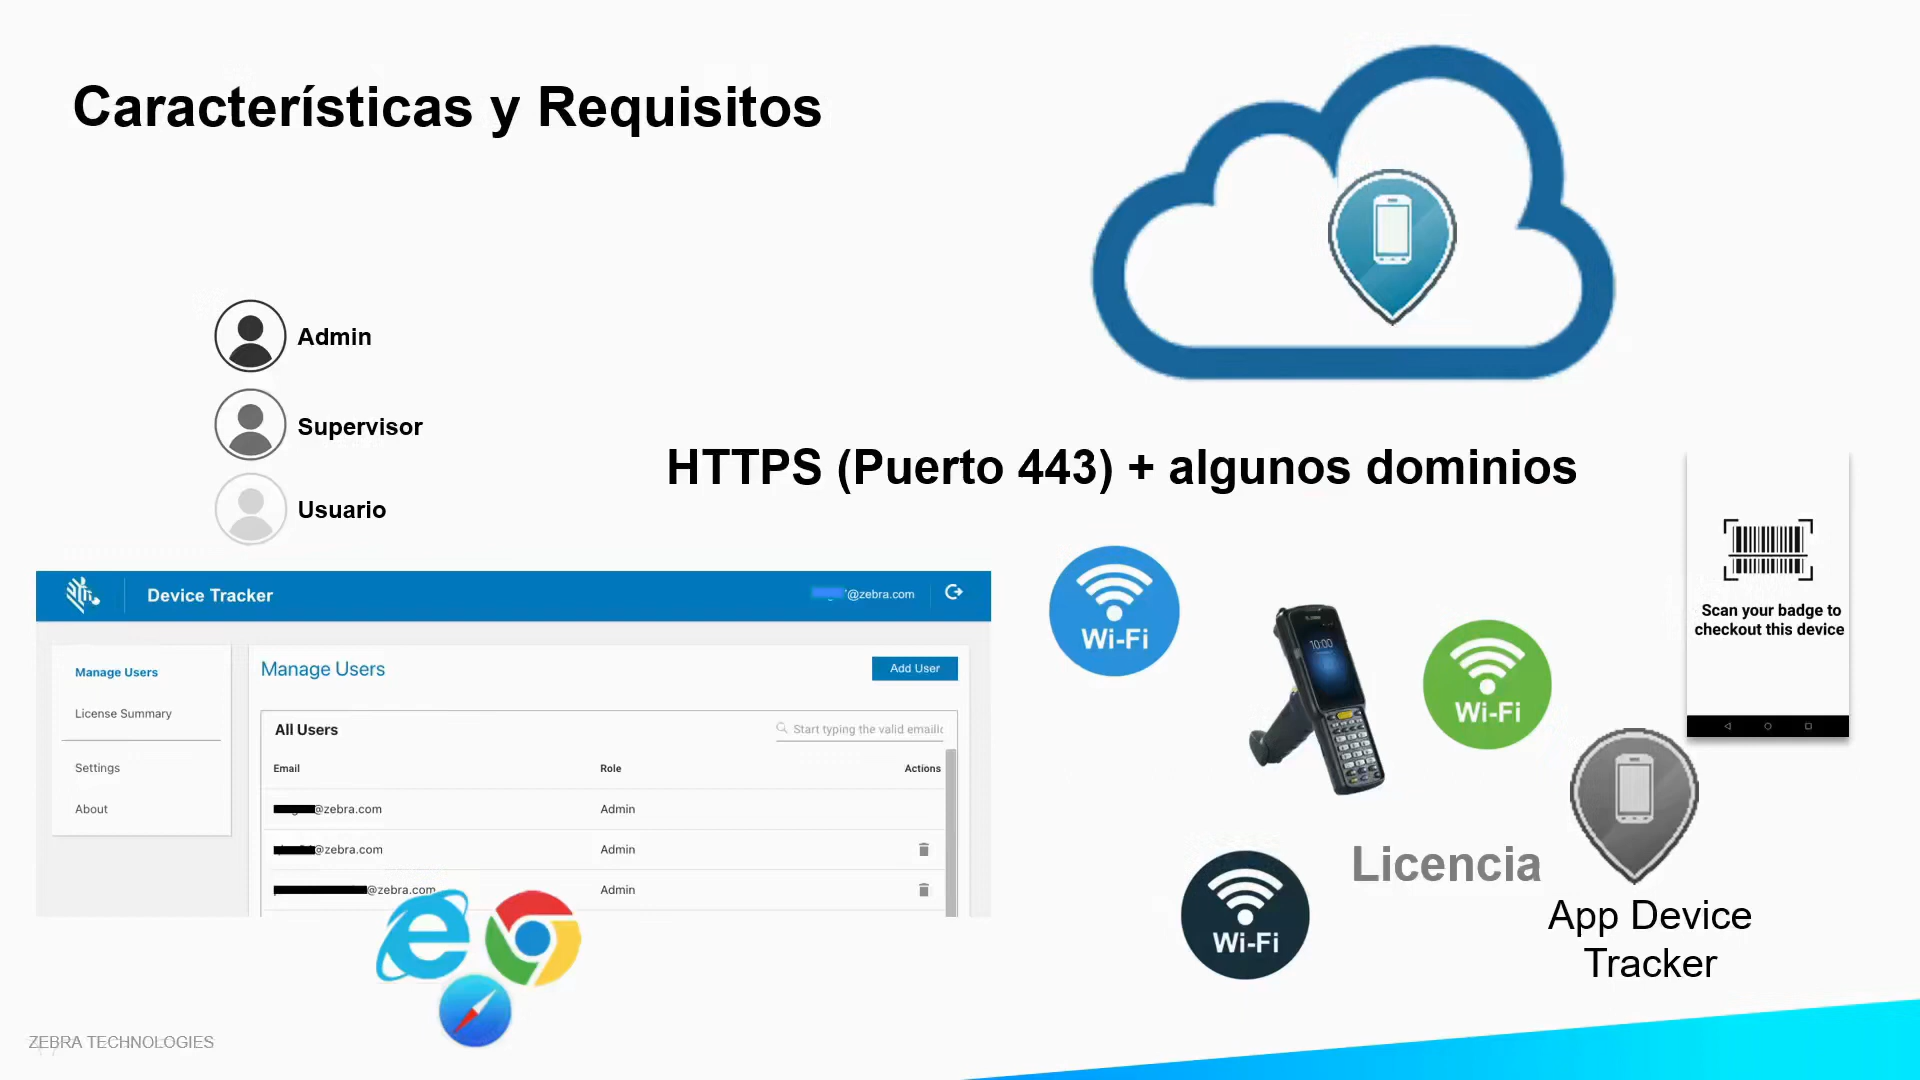 Características y Requisitos
Admin
Supervisor
Usuario
HTTPS (Puerto 443) + algunos dominios
Device Tracker
@zebra.com
Manage Users
License Summary
Settings
About
Manage Users
Add User
All Users
Start typing the valid emailid
Email Role Actions
@zebra.com Admin
@zebra.com Admin
@zebra.com Admin
Wi-Fi
10:00
Wi-Fi
Wi-Fi
Scan your badge to
checkout this device
Licencia
App Device
Tracker
ZEBRA TECHNOLOGIES